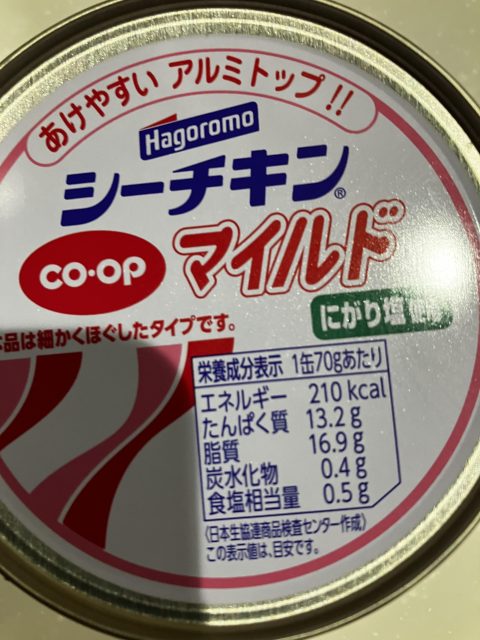 あけやすい アルミトップ!!
Hagoromo
シーチキン®
CO·OP
マイルド
にがり塩使用
本品は細かくほぐしたタイプです。
栄養成分表示 1缶70gあたり
エネルギー 210 kcal
たんぱく質 13.2 g
脂質 16.9 g
炭水化物 0.4 g
食塩相当量 0.5 g
〈日本生協連商品検査センター作成〉
この表示値は、目安です。